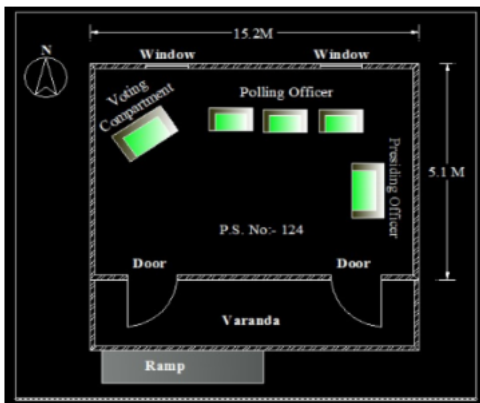 15.2M
N
Window
Window
Voting
Compartment
Polling Officer
Presiding Officer
5.1 M
P.S. No:- 124
Door
Door
Varanda
Ramp